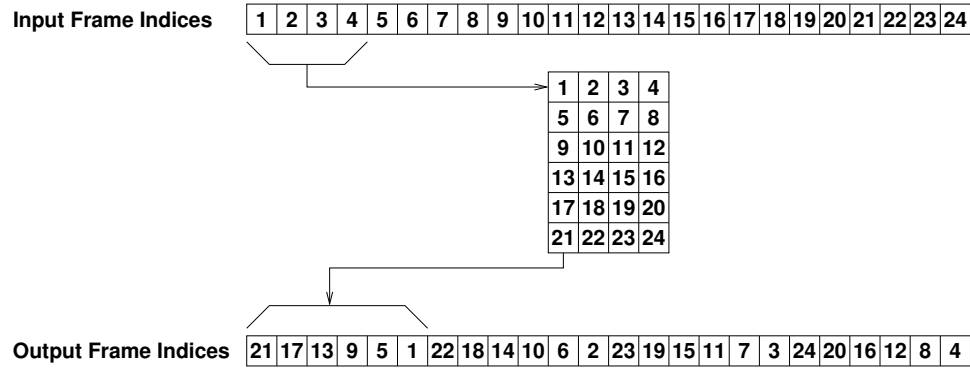 Input Frame Indices 1 2 3 4 5 6 7 8 9 10 11 12 13 14 15 16 17 18 19 20 21 22 23 24
1 2 3 4
5 6 7 8
9 10 11 12
13 14 15 16
17 18 19 20
21 22 23 24
Output Frame Indices 21 17 13 9 5 1 22 18 14 10 6 2 23 19 15 11 7 3 24 20 16 12 8 4